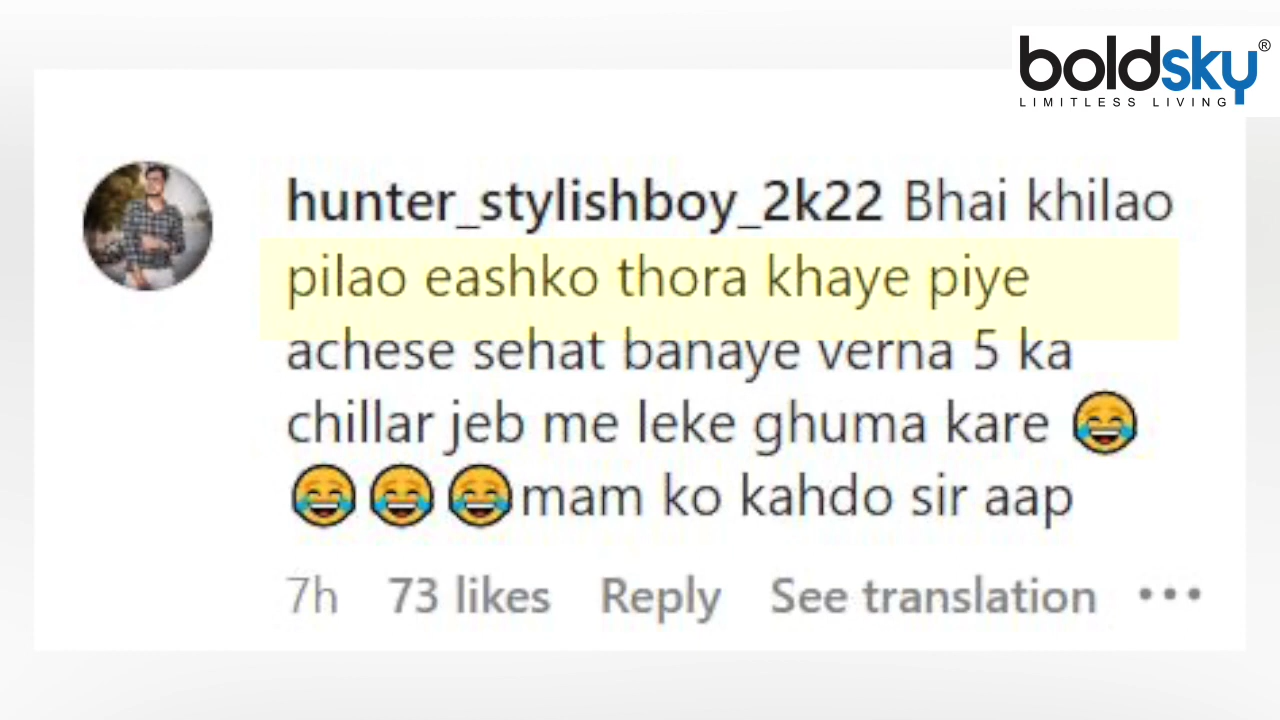 boldsky®
LIMITLESS LIVING
hunter_stylishboy_2k22 Bhai khilao
pilao eashko thora khaye piye
achese sehat banaye verna 5 ka
chillar jeb me leke ghuma kare 😂
😂😂😂mam ko kahdo sir aap
7h 73 likes Reply See translation •••